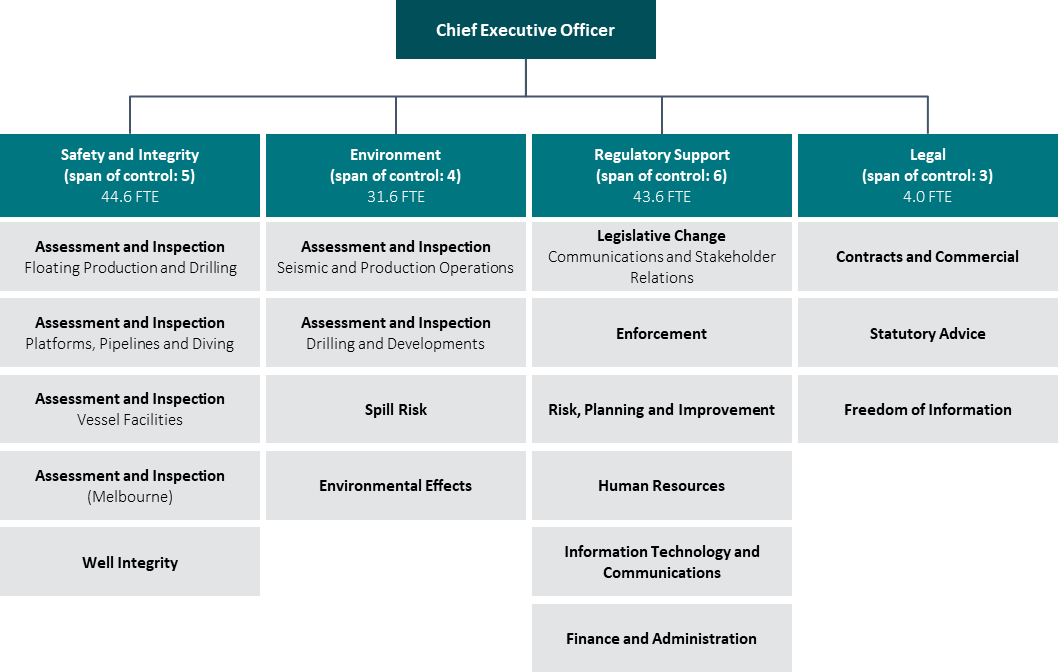 Chief Executive Officer
Safety and Integrity
(span of control: 5)
44.6 FTE
Environment
(span of control: 4)
31.6 FTE
Regulatory Support
(span of control: 6)
43.6 FTE
Legal
(span of control: 3)
4.0 FTE
Assessment and Inspection
Floating Production and Drilling
Assessment and Inspection
Platforms, Pipelines and Diving
Assessment and Inspection
Vessel Facilities
Assessment and Inspection
(Melbourne)
Well Integrity
Assessment and Inspection
Seismic and Production Operations
Assessment and Inspection
Drilling and Developments
Spill Risk
Environmental Effects
Legislative Change
Communications and Stakeholder
Relations
Enforcement
Risk, Planning and Improvement
Human Resources
Information Technology and
Communications
Finance and Administration
Contracts and Commercial
Statutory Advice
Freedom of Information